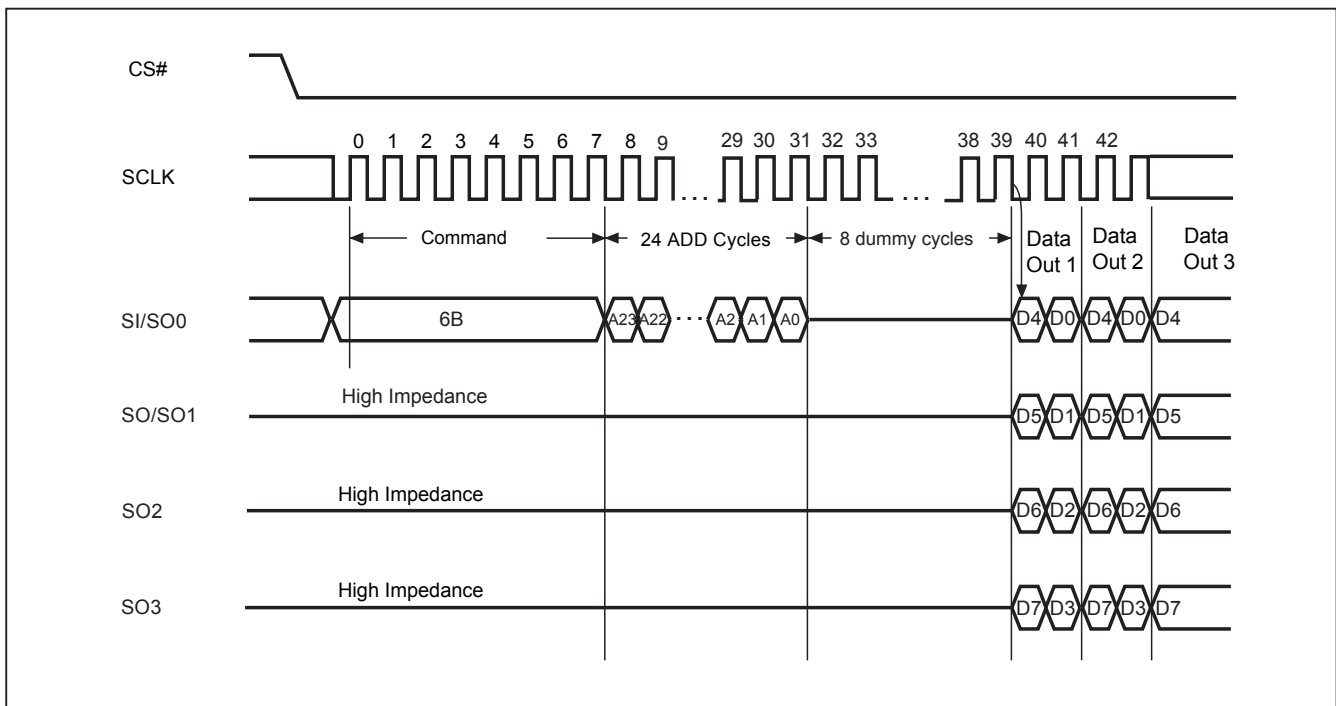 CS#
0 1 2 3 4 5 6 7 8 9 29 30 31 32 33 38 39 40 41 42
SCLK
Command 24 ADD Cycles 8 dummy cycles Data Out 1 Data Out 2 Data Out 3
SI/SO0 6B A23 A22 A2 A1 A0 D4 D0 D4 D0 D4
High Impedance
SO/SO1 D5 D1 D5 D1 D5
High Impedance
SO2 D6 D2 D6 D2 D6
High Impedance
SO3 D7 D3 D7 D3 D7